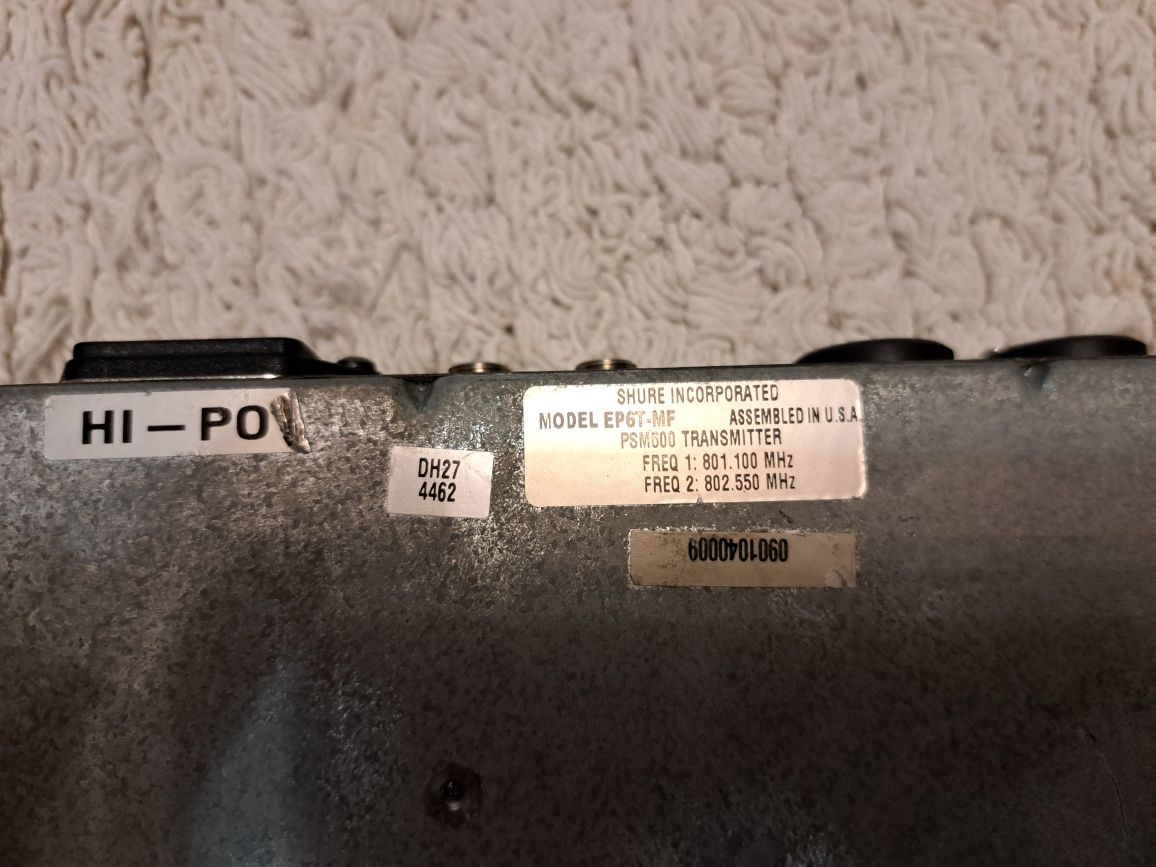 HI-PO
DH27
4462
SHURE INCORPORATED
MODEL EP6T-MF ASSEMBLED IN U.S.A.
PSM600 TRANSMITTER
FREQ 1: 801.100 MHz
FREQ 2: 802.550 MHz
0901040009